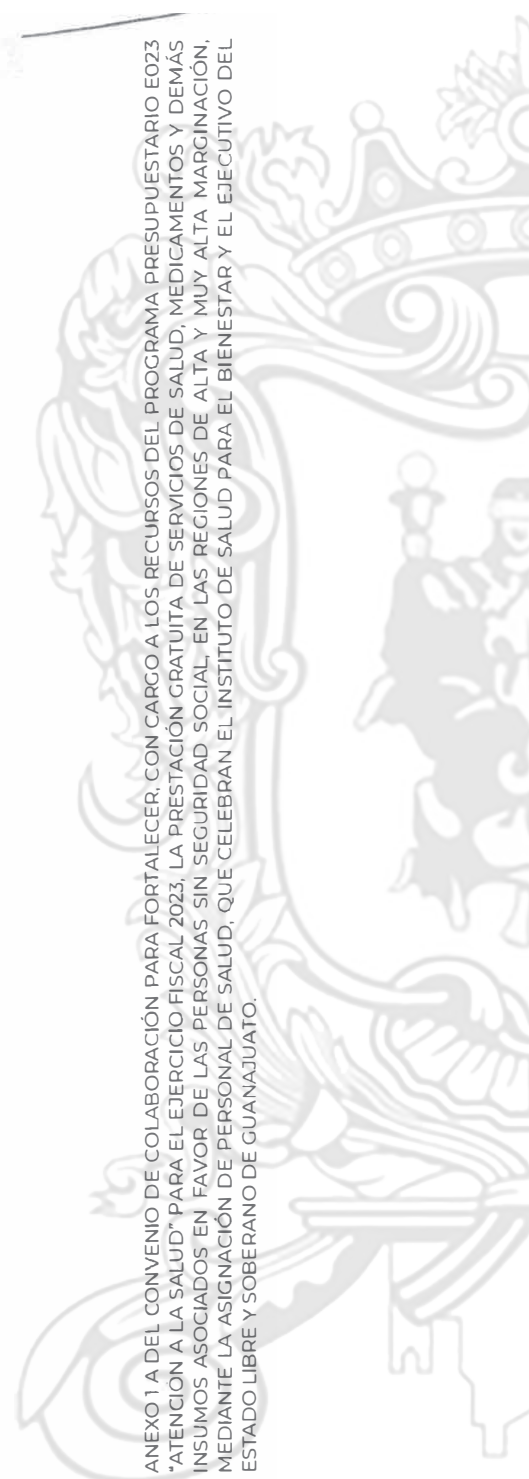 ANEXO 1 A DEL CONVENIO DE COLABORACIÓN PARA FORTALECER, CON CARGO A LOS RECURSOS DEL PROGRAMA PRESUPUESTARIO E023
"ATENCIÓN A LA SALUD" PARA EL EJERCICIO FISCAL 2023, LA PRESTACIÓN GRATUITA DE SERVICIOS DE SALUD, MEDICAMENTOS Y DEMÁS
INSUMOS ASOCIADOS EN FAVOR DE LAS PERSONAS SIN SEGURIDAD SOCIAL, EN LAS REGIONES DE ALTA Y MUY ALTA MARGINACIÓN,
MEDIANTE LA ASIGNACIÓN DE PERSONAL DE SALUD, QUE CELEBRAN EL INSTITUTO DE SALUD PARA EL BIENESTAR Y EL EJECUTIVO DEL
ESTADO LIBRE Y SOBERANO DE GUANAJUATO.